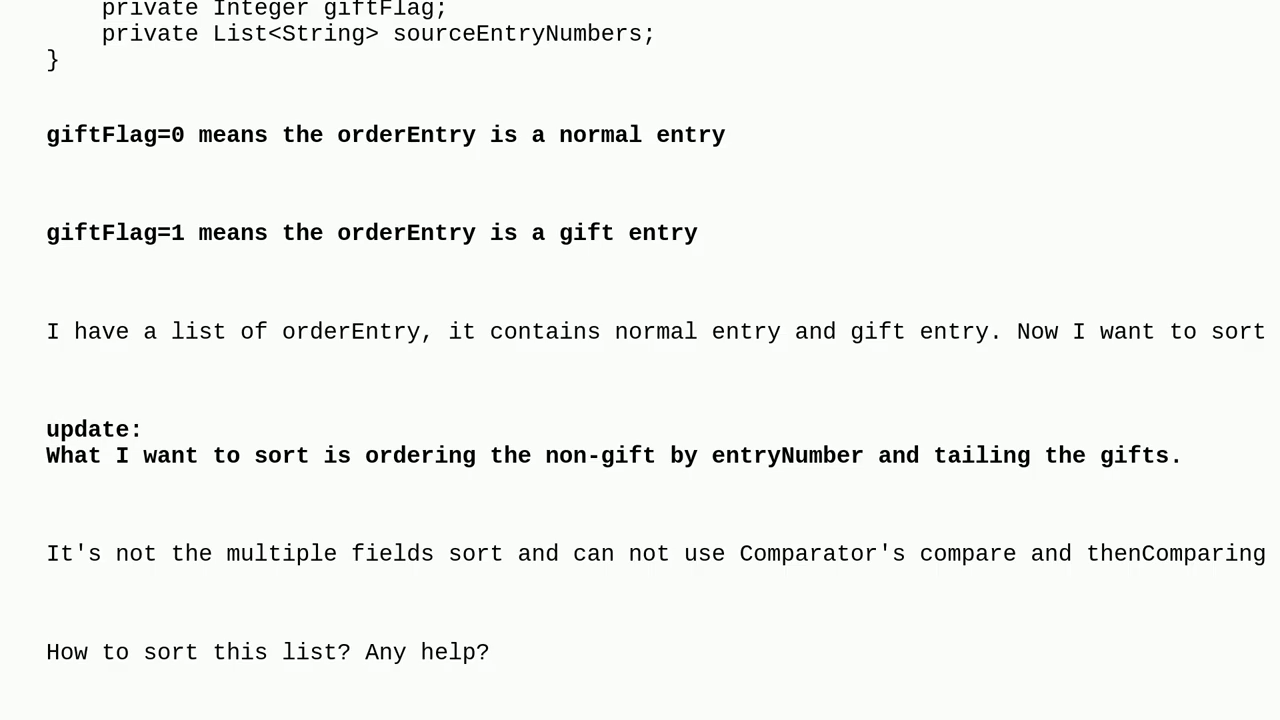 private Integer giftFlag;
private List<String> sourceEntryNumbers;
}
giftFlag=0 means the orderEntry is a normal entry
giftFlag=1 means the orderEntry is a gift entry
I have a list of orderEntry, it contains normal entry and gift entry. Now I want to sort
update:
What I want to sort is ordering the non-gift by entryNumber and tailing the gifts.
It's not the multiple fields sort and can not use Comparator's compare and thenComparing
How to sort this list? Any help?